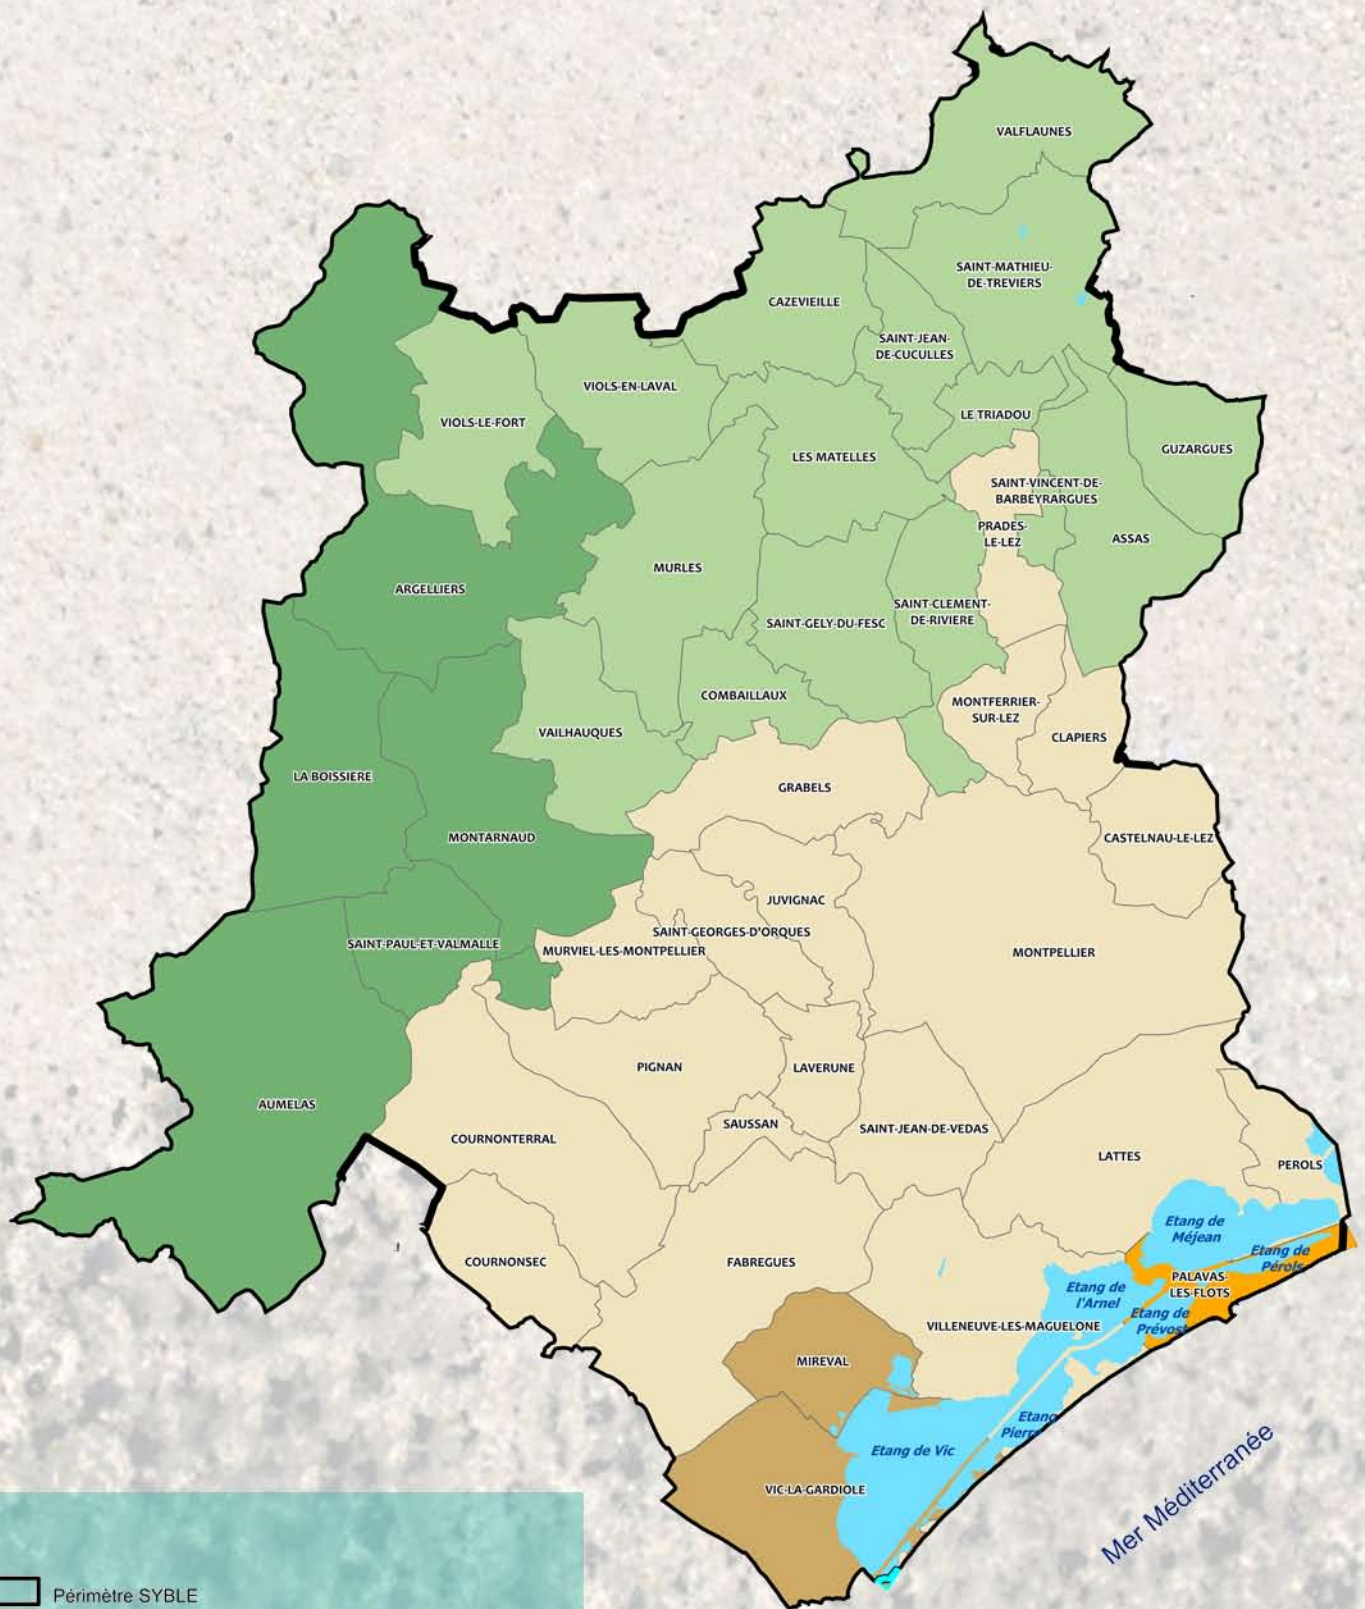 VALFLAUNES
SAINT-MATHIEU-
DE-TREVIERS
CAZEVIEILLE
SAINT-JEAN-
DE-CUCULLES
VIOLS-EN-LAVAL
VIOLS-LE-FORT
LE TRIADOU
GUZARGUES
LES MATELLES
SAINT-VINCENT-DE-
BARBEYRARGUES
PRADES-
LE-LEZ
ASSAS
MURLES
ARGELLIERS
SAINT-CLEMENT-
DE-RIVIERE
SAINT-GELY-DU-FESC
COMBAILLAUX
MONTFERRIER-
SUR-LEZ
VAILHAUQUES
CLAPIERS
LA BOISSIERE
GRABELS
MONTARNAUD
CASTELNAU-LE-LEZ
JUVIGNAC
SAINT-GEORGES-D'ORQUES
SAINT-PAUL-ET-VALMALLE
MURVIEL-LES-MONTPELLIER
MONTPELLIER
PIGNAN
LAVERUNE
AUMELAS
SAUSSAN
SAINT-JEAN-DE-VEDAS
COURNONTERRAL
LATTES
PEROLS
Etang de
Méjean
Etang de
Pérols
COURNONSEC
FABREGUES
PALAVAS-
LES-FLOTS
Etang de
l'Arnel
Etang de
Prévost
VILLENEUVE-LES-MAGUELONE
MIREVAL
Etang
Pierre
Etang de Vic
VIC-LA-GARDIOLE
Mer Méditerranée
Périmètre SYBLE